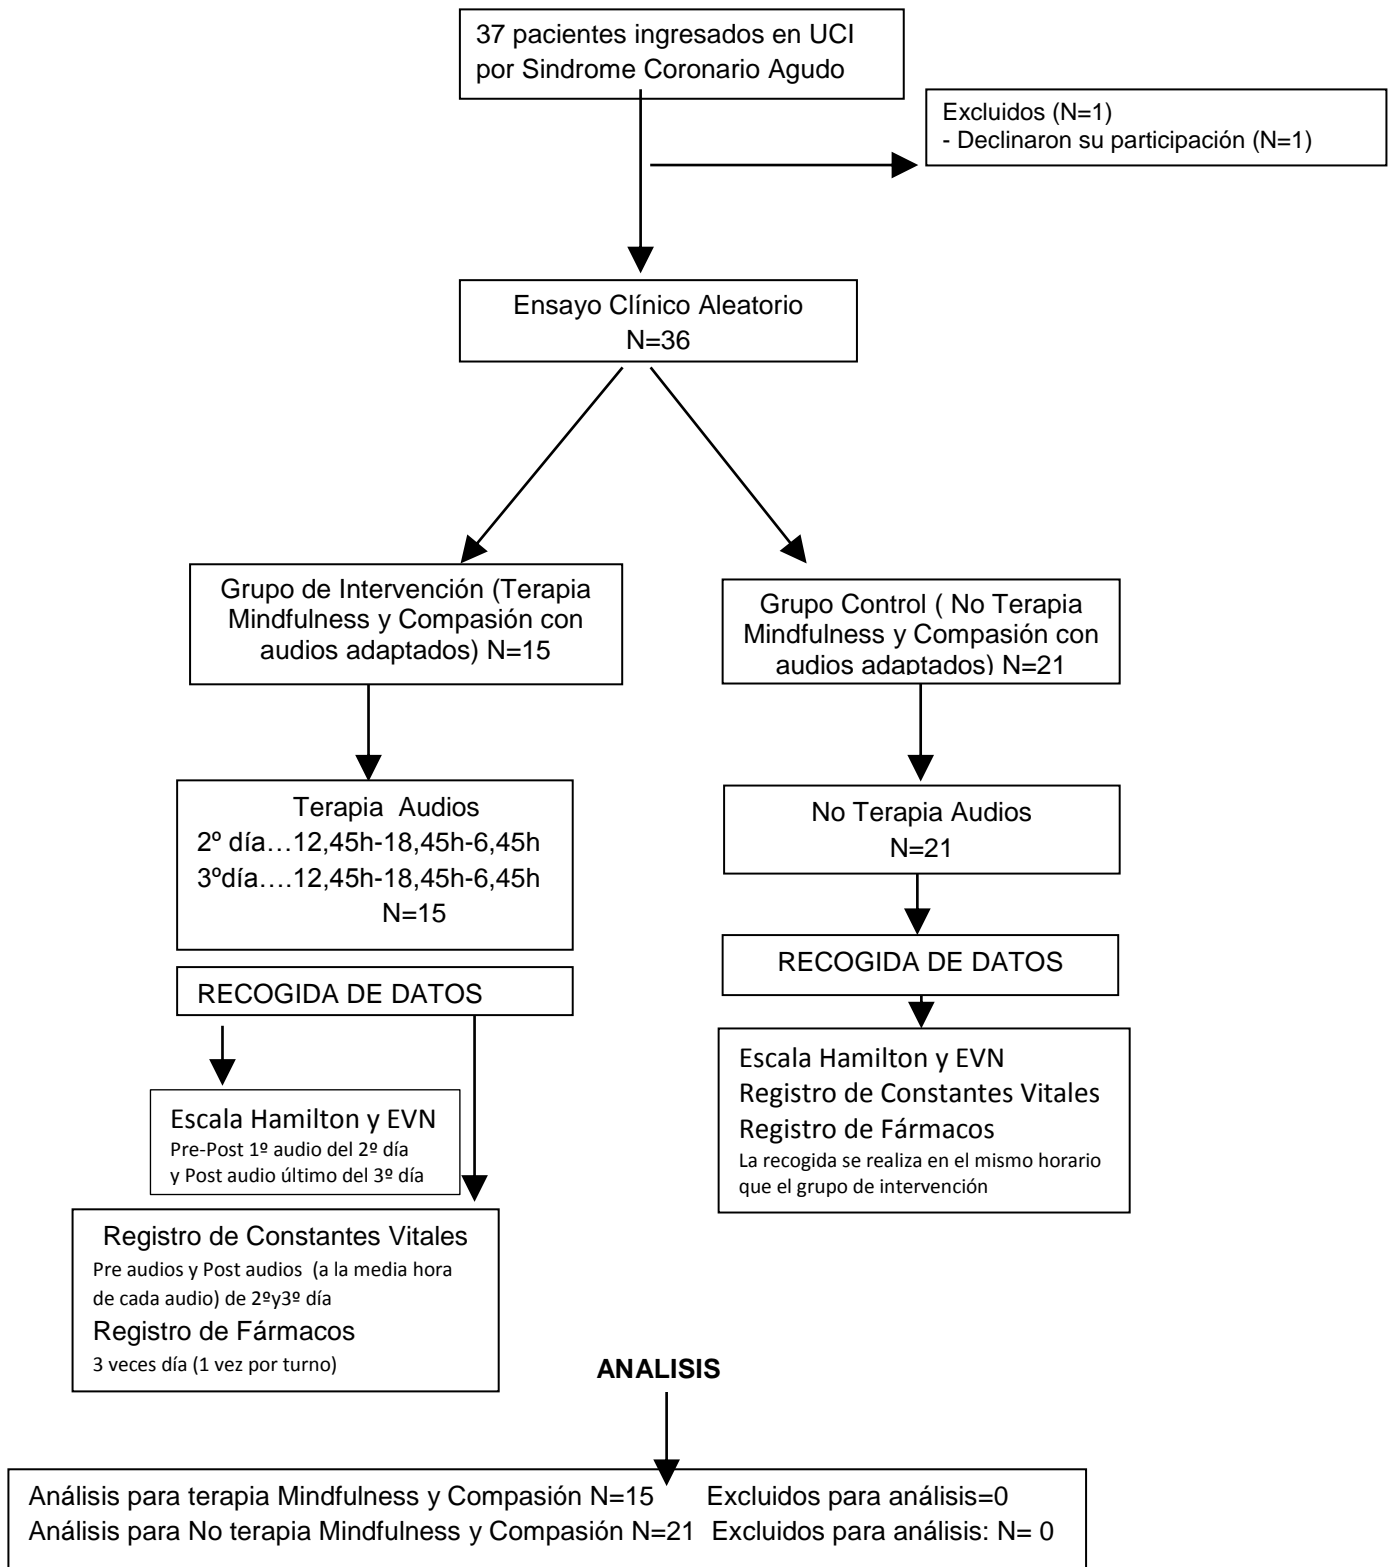 37 pacientes ingresados en UCI
por Sindrome Coronario Agudo
Excluidos (N=1)
- Declinaron su participación (N=1)
Ensayo Clínico Aleatorio
N=36
Grupo de Intervención (Terapia
Mindfulness y Compasión con
audios adaptados) N=15
Grupo Control ( No Terapia
Mindfulness y Compasión con
audios adaptados) N=21
Terapia Audios
2º día…12,45h-18,45h-6,45h
3ºdía….12,45h-18,45h-6,45h
N=15
No Terapia Audios
N=21
RECOGIDA DE DATOS
RECOGIDA DE DATOS
Escala Hamilton y EVN
Pre-Post 1º audio del 2º día
y Post audio último del 3º día
Escala Hamilton y EVN
Registro de Constantes Vitales
Registro de Fármacos
La recogida se realiza en el mismo horario
que el grupo de intervención
Registro de Constantes Vitales
Pre audios y Post audios (a la media hora
de cada audio) de 2ºy3º día
Registro de Fármacos
3 veces día (1 vez por turno)
ANALISIS
Análisis para terapia Mindfulness y Compasión N=15 Excluidos para análisis=0
Análisis para No terapia Mindfulness y Compasión N=21 Excluidos para análisis: N= 0